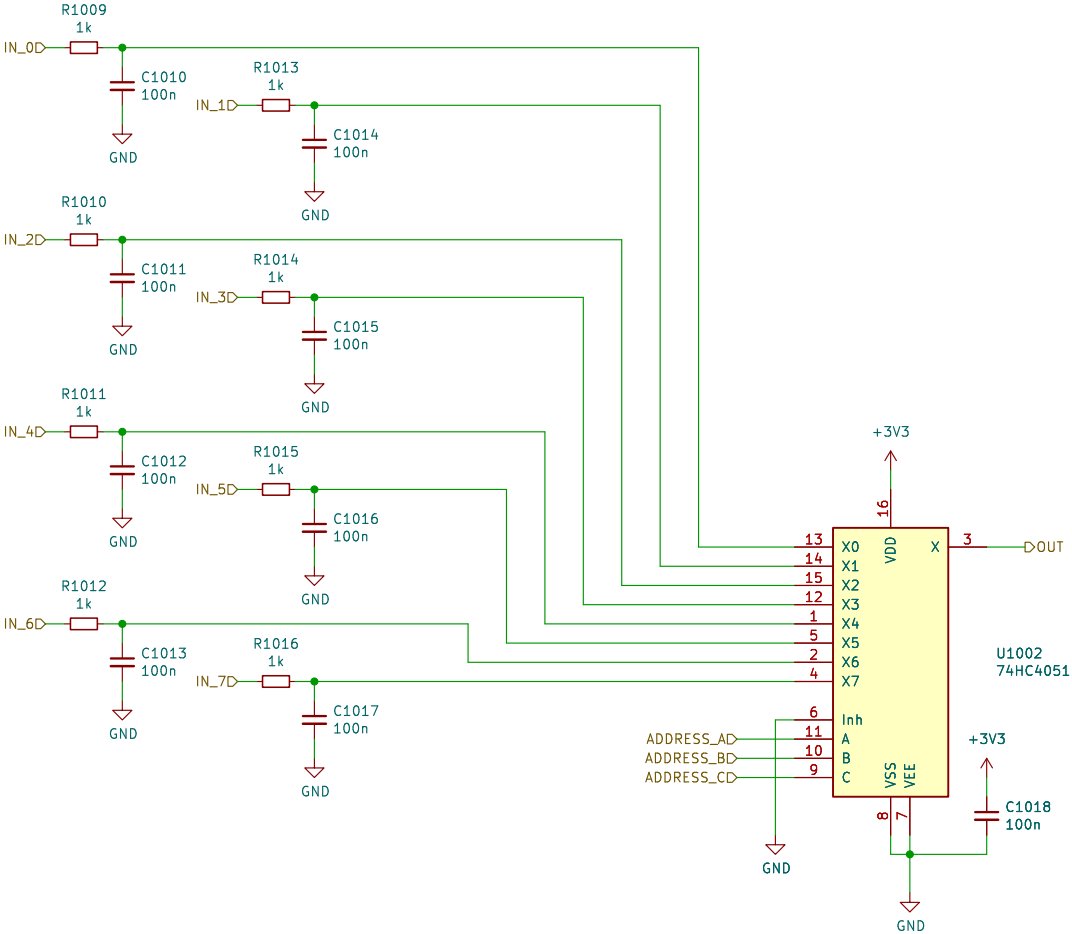 R1009
1k
IN_0
C1010
100n
GND
R1013
1k
IN_1
C1014
100n
GND
R1010
1k
IN_2
C1011
100n
GND
R1014
1k
IN_3
C1015
100n
GND
R1011
1k
IN_4
C1012
100n
GND
R1015
1k
IN_5
C1016
100n
GND
R1012
1k
IN_6
C1013
100n
GND
R1016
1k
IN_7
C1017
100n
GND
+3V3
16
VDD
13 X0
14 X1
15 X2
12 X3
1 X4
5 X5
2 X6
4 X7
6 Inh
ADDRESS_A 11 A
ADDRESS_B 10 B
ADDRESS_C 9 C
X 3 OUT
U1002
74HC4051
VSS
VEE
8
7
+3V3
C1018
100n
GND
GND